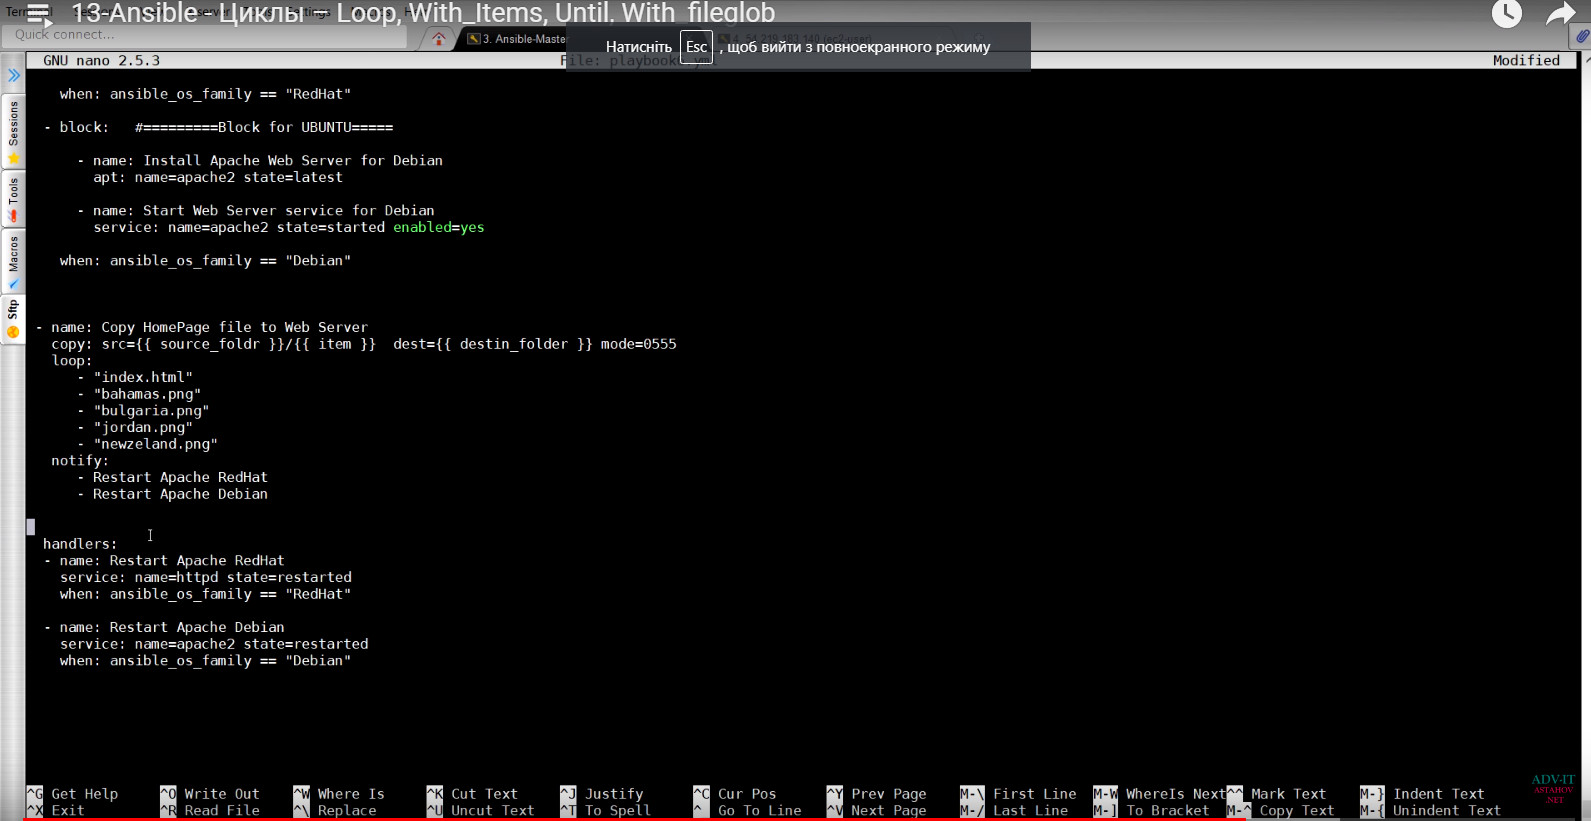 13-Ansible - Циклы – Loop, With_Items, Until, With_fileglob
Quick connect...
3. Ansible-Maste
Натисніть Esc , щоб вийти з повноекранного режиму
GNU nano 2.5.3
File: playbook
Modified
Sessions
Tools
Macros
Sftp
when: ansible_os_family == "RedHat"
- block:   #=========Block for UBUNTU=====
- name: Install Apache Web Server for Debian
apt: name=apache2 state=latest
- name: Start Web Server service for Debian
service: name=apache2 state=started enabled=yes
when: ansible_os_family == "Debian"
- name: Copy HomePage file to Web Server
copy: src={{ source_foldr }}/{{ item }}  dest={{ destin_folder }} mode=0555
loop:
- "index.html"
- "bahamas.png"
- "bulgaria.png"
- "jordan.png"
- "newzeland.png"
notify:
- Restart Apache RedHat
- Restart Apache Debian
handlers:
- name: Restart Apache RedHat
service: name=httpd state=restarted
when: ansible_os_family == "RedHat"
- name: Restart Apache Debian
service: name=apache2 state=restarted
when: ansible_os_family == "Debian"
ADV-IT
ASTAHOV
.NET
^G Get Help ^O Write Out ^W Where Is ^K Cut Text ^J Justify ^C Cur Pos ^Y Prev Page M-\ First Line M-W WhereIs Next ^^ Mark Text M-} Indent Text
^X Exit ^R Read File ^\ Replace ^U Uncut Text ^T To Spell ^_ Go To Line ^V Next Page M-/ Last Line M-] To Bracket M-^ Copy Text M-{ Unindent Text